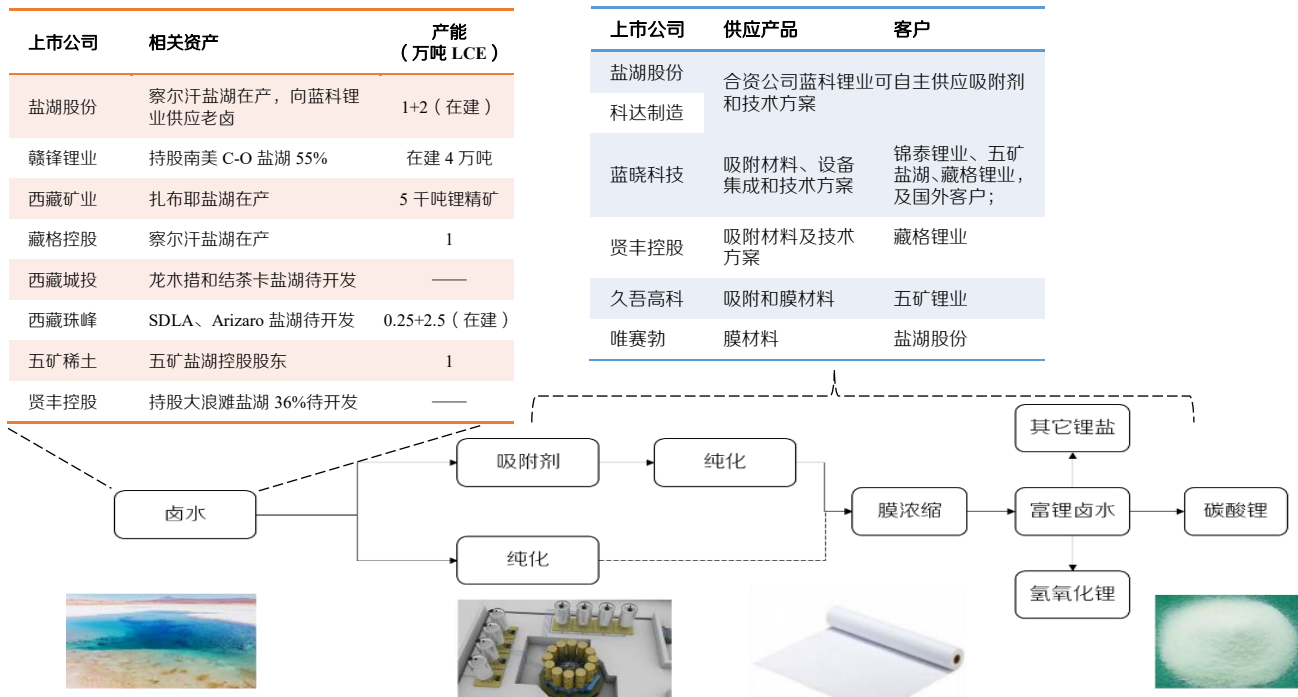 上市公司 相关资产 产能
（万吨 LCE）
盐湖股份 察尔汗盐湖在产，向蓝科锂
业供应老卤 1+2（在建）
赣锋锂业 持股南美 C-O 盐湖 55% 在建 4 万吨
西藏矿业 扎布耶盐湖在产 5 千吨锂精矿
藏格控股 察尔汗盐湖在产 1
西藏城投 龙木措和结茶卡盐湖待开发 ——
西藏珠峰 SDLA、Arizaro 盐湖待开发 0.25+2.5（在建）
五矿稀土 五矿盐湖控股股东 1
贤丰控股 持股大浪滩盐湖 36%待开发 ——
上市公司 供应产品 客户
盐湖股份 合资公司蓝科锂业可自主供应吸附剂
科达制造 和技术方案
蓝晓科技 吸附材料、设备
集成和技术方案 锦泰锂业、五矿
盐湖、藏格锂业，
及国外客户；
贤丰控股 吸附材料及技术
方案 藏格锂业
久吾高科 吸附和膜材料 五矿锂业
唯赛勃 膜材料 盐湖股份
卤水
吸附剂
纯化
纯化
膜浓缩
其它锂盐
富锂卤水
碳酸锂
氢氧化锂